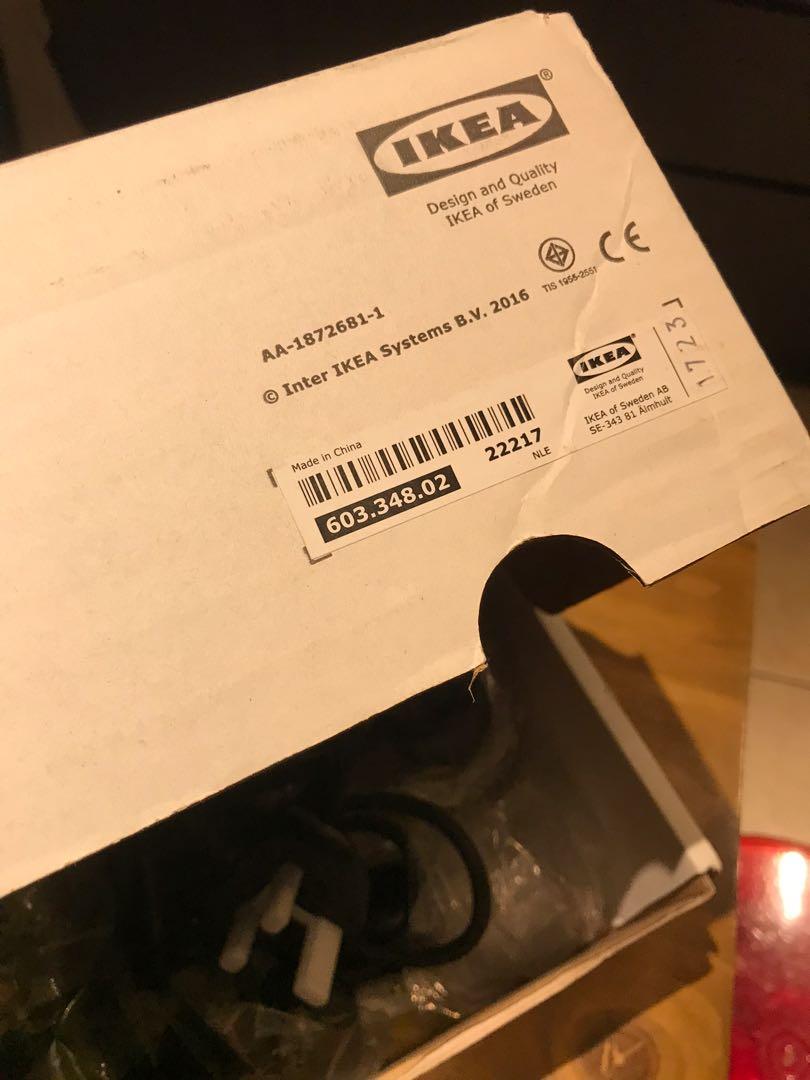 IKEA®
Design and Quality
IKEA of Sweden
CE
TIS 1955-2551
AA-1872681-1
© Inter IKEA Systems B.V. 2016
IKEA
Design and Quality
IKEA of Sweden
IKEA of Sweden AB
SE-343 81 Älmhult
1723
Made in China
603.348.02
22217
NLE